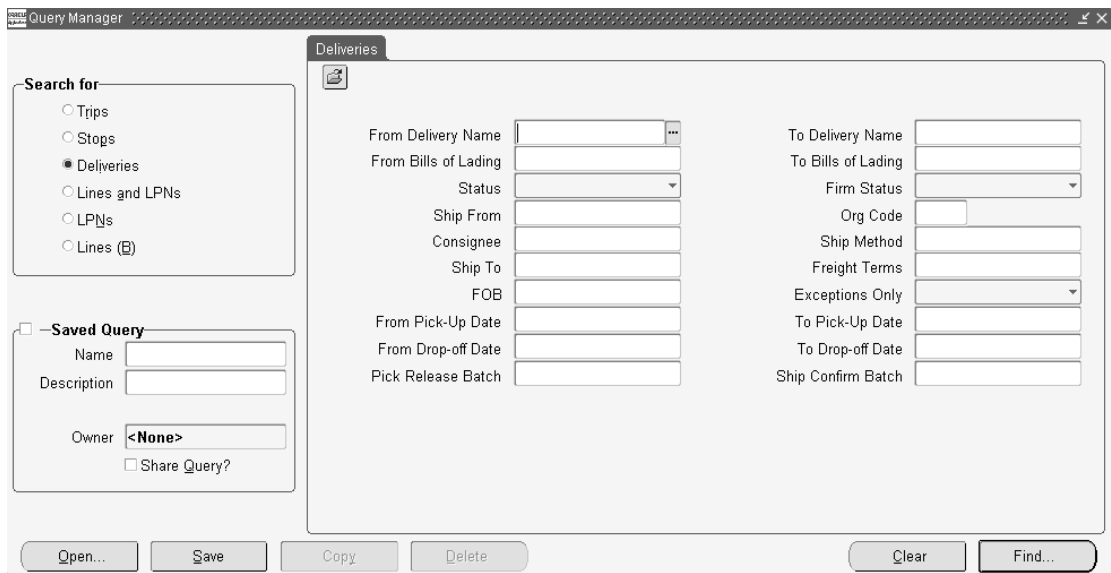 Query Manager
Deliveries
Search for
Trips
Stops
Deliveries
Lines and LPNs
LPNs
Lines (B)
From Delivery Name
To Delivery Name
From Bills of Lading
To Bills of Lading
Status
Firm Status
Ship From
Org Code
Consignee
Ship Method
Ship To
Freight Terms
FOB
Exceptions Only
From Pick-Up Date
To Pick-Up Date
From Drop-off Date
To Drop-off Date
Pick Release Batch
Ship Confirm Batch
Saved Query
Name
Description
Owner <None>
Share Query?
Open... Save Copy Delete Clear Find...